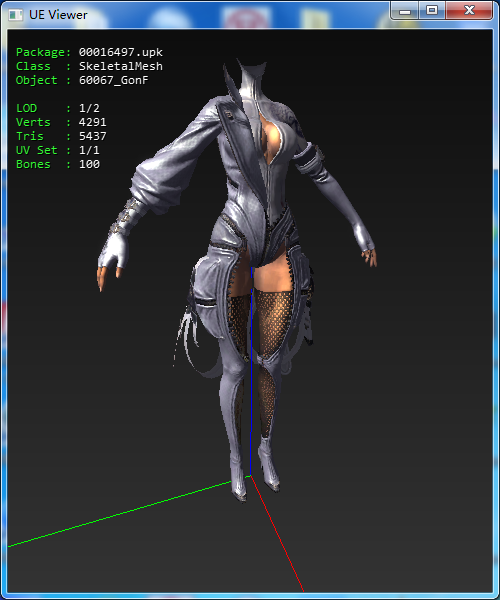 UE Viewer
Package: 00016497.upk
Class : SkeletalMesh
Object : 60067_GonF
LOD : 1/2
Verts : 4291
Tris : 5437
UV Set : 1/1
Bones : 100